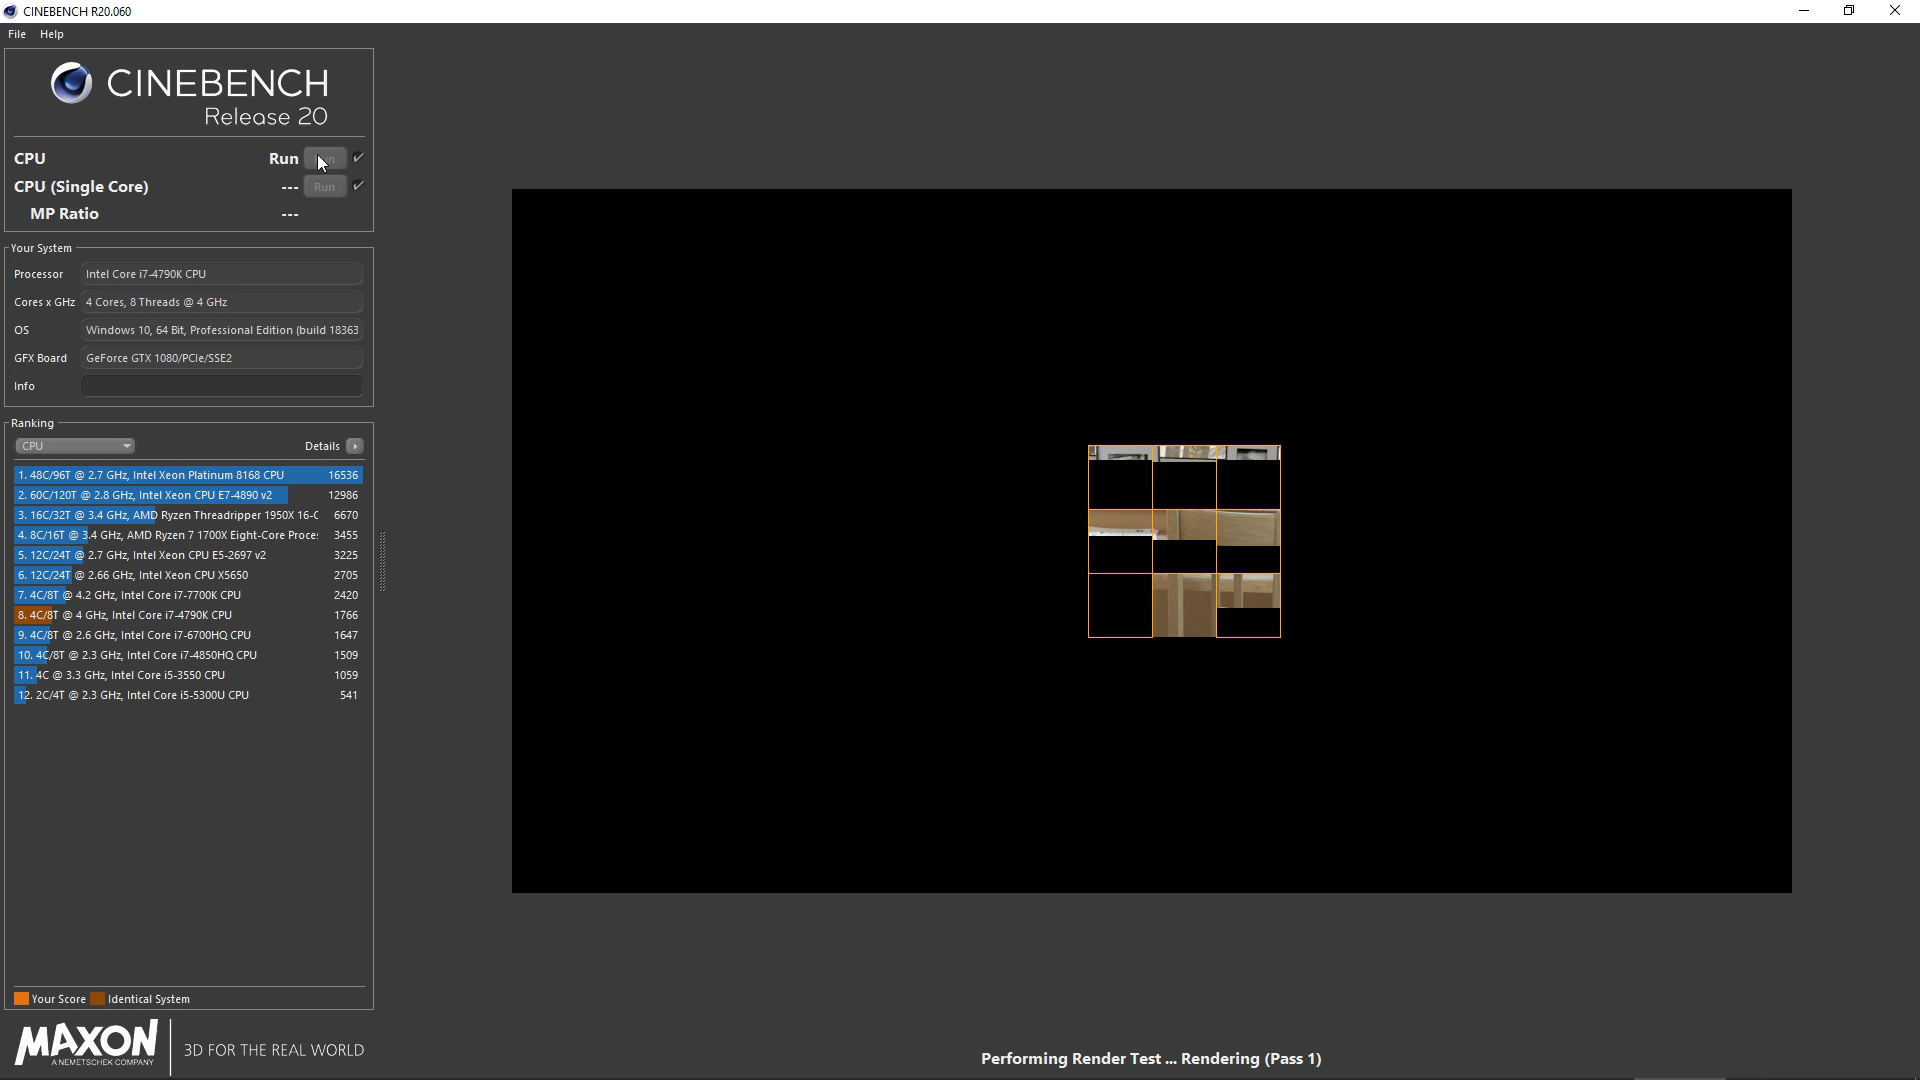 CINEBENCH R20.060
File Help
CINEBENCH
Release 20
CPU Run
CPU (Single Core) --- Run
MP Ratio ---
Your System
Processor Intel Core i7-4790K CPU
Cores x GHz 4 Cores, 8 Threads @ 4 GHz
OS Windows 10, 64 Bit, Professional Edition (build 18363
GFX Board GeForce GTX 1080/PCIe/SSE2
Info
Ranking
CPU Details
1. 48C/96T @ 2.7 GHz, Intel Xeon Platinum 8168 CPU 16536
2. 60C/120T @ 2.8 GHz, Intel Xeon CPU E7-4890 v2 12986
3. 16C/32T @ 3.4 GHz, AMD Ryzen Threadripper 1950X 16-C 6670
4. 8C/16T @ 3.4 GHz, AMD Ryzen 7 1700X Eight-Core Proce: 3455
5. 12C/24T @ 2.7 GHz, Intel Xeon CPU E5-2697 v2 3225
6. 12C/24T @ 2.66 GHz, Intel Xeon CPU X5650 2705
7. 4C/8T @ 4.2 GHz, Intel Core i7-7700K CPU 2420
8. 4C/8T @ 4 GHz, Intel Core i7-4790K CPU 1766
9. 4C/8T @ 2.6 GHz, Intel Core i7-6700HQ CPU 1647
10. 4C/8T @ 2.3 GHz, Intel Core i7-4850HQ CPU 1509
11. 4C @ 3.3 GHz, Intel Core i5-3550 CPU 1059
12. 2C/4T @ 2.3 GHz, Intel Core i5-5300U CPU 541
Your Score Identical System
MAXON
A NEMETSCHEK COMPANY
3D FOR THE REAL WORLD
Performing Render Test ... Rendering (Pass 1)